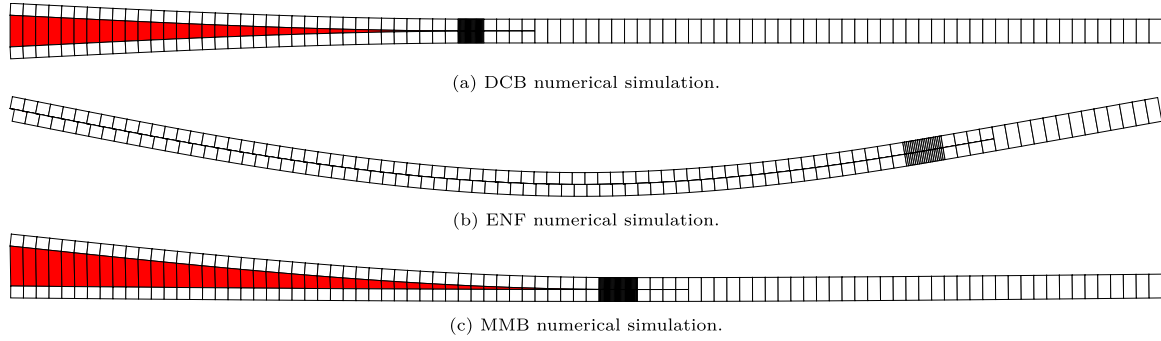 (a) DCB numerical simulation.
(b) ENF numerical simulation.
(c) MMB numerical simulation.